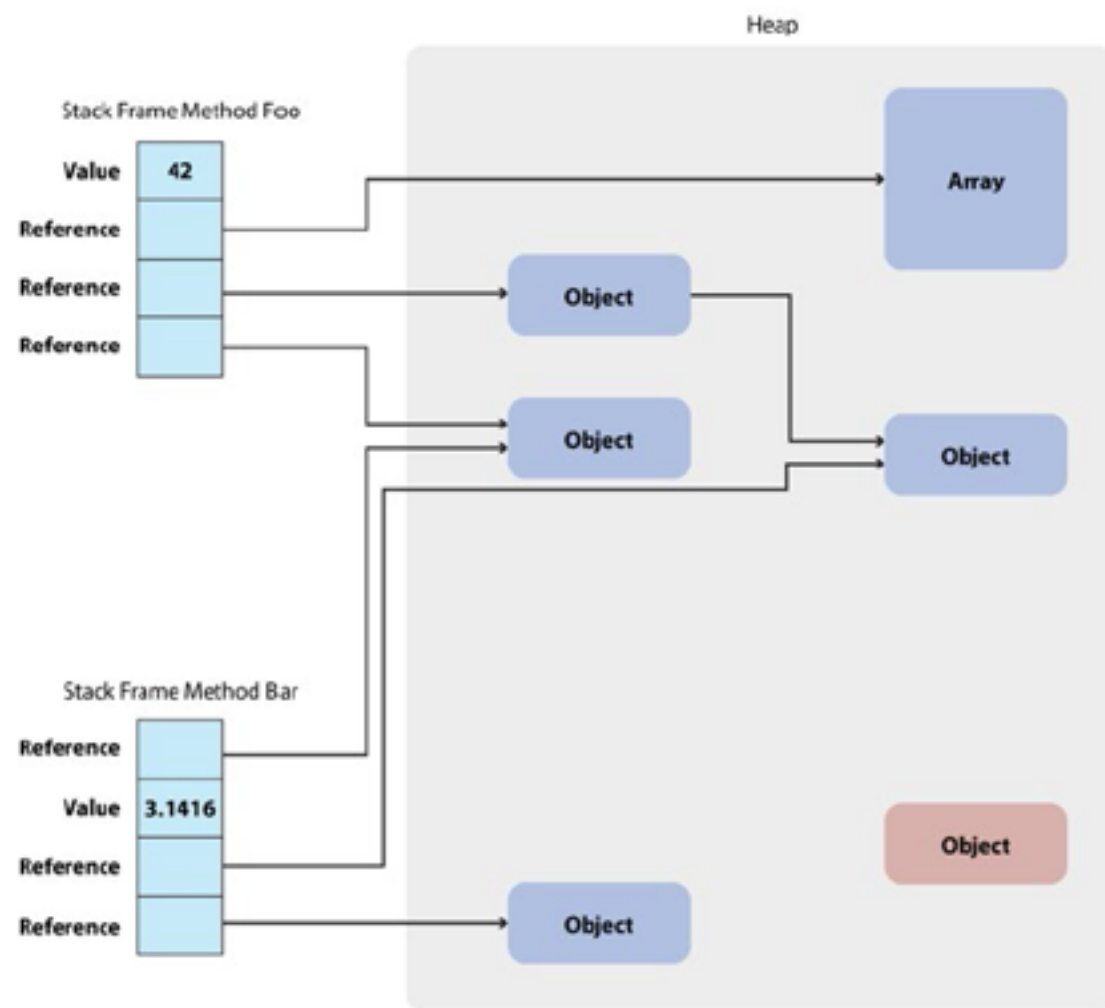 Heap
Stack Frame Method Foo
Value 42
Array
Reference
Reference
Object
Reference
Object
Object
Stack Frame Method Bar
Reference
Value 3.1416
Object
Reference
Reference
Object